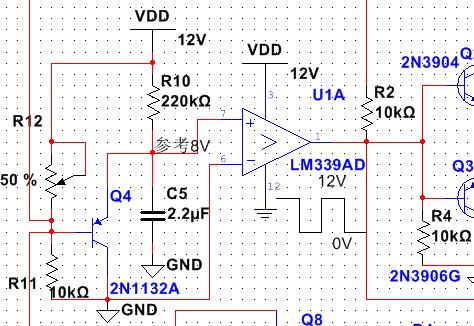 VDD
12V
VDD
12V
2N3904
Q2
R10
220kΩ
3
U1A
R2
10kΩ
R12
7
参考8V
1
6
LM339AD
50 %
12
12V
Q3
Q4
C5
2.2µF
R4
10kΩ
0V
GND
R11
10kΩ
2N1132A
2N3906G
GND
Q8